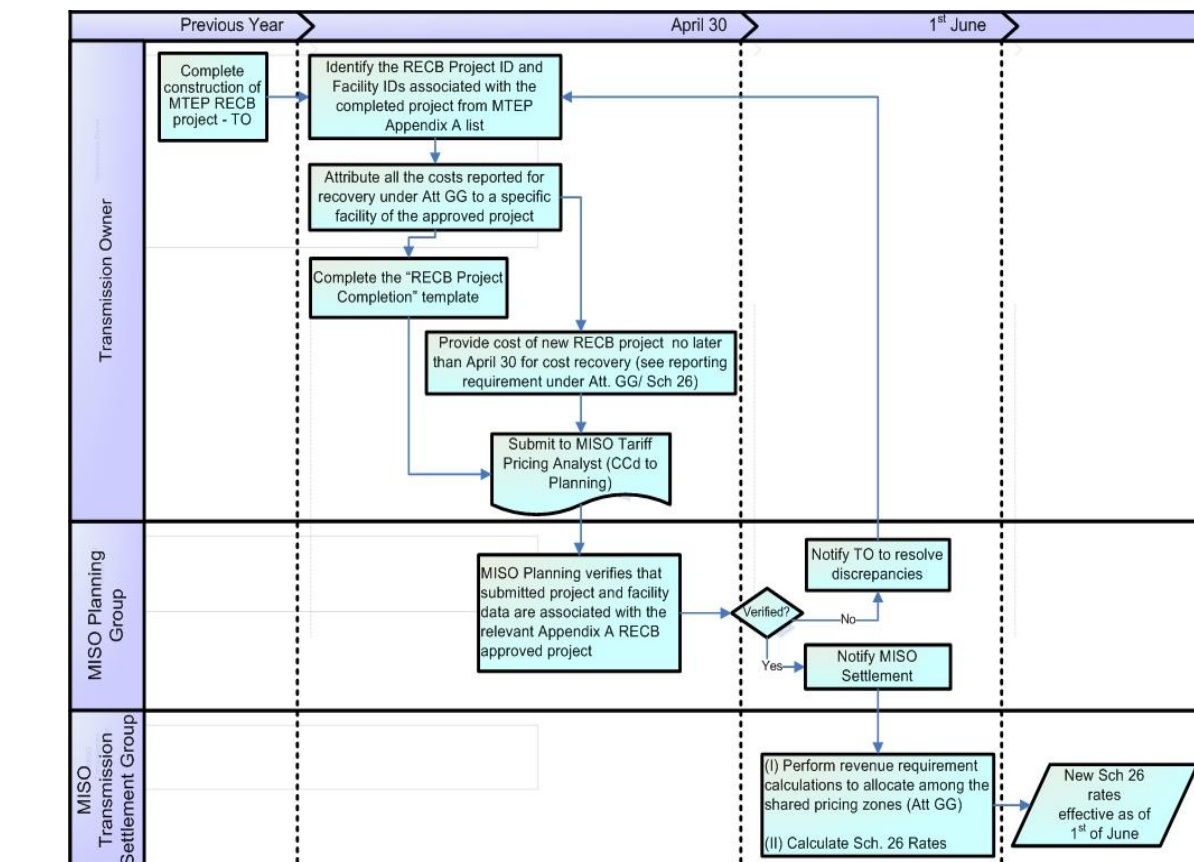 Previous Year
April 30
1st June
Transmission Owner
Complete
construction of
MTEP RECB
project - TO
Identify the RECB Project ID and
Facility IDs associated with the
completed project from MTEP
Appendix A list
Attribute all the costs reported for
recovery under Att GG to a specific
facility of the approved project
Complete the “RECB Project
Completion” template
Provide cost of new RECB project no later
than April 30 for cost recovery (see reporting
requirement under Att. GG/ Sch 26)
Submit to MISO Tariff
Pricing Analyst (CCd to
Planning)
MISO Planning
Group
MISO Planning verifies that
submitted project and facility
data are associated with the
relevant Appendix A RECB
approved project
Verified?
No
Notify TO to resolve
discrepancies
Yes
Notify MISO
Settlement
MISO
Transmission
Settlement Group
(I) Perform revenue requirement
calculations to allocate among the
shared pricing zones (Att GG)
(II) Calculate Sch. 26 Rates
New Sch 26
rates
effective as of
1st of June